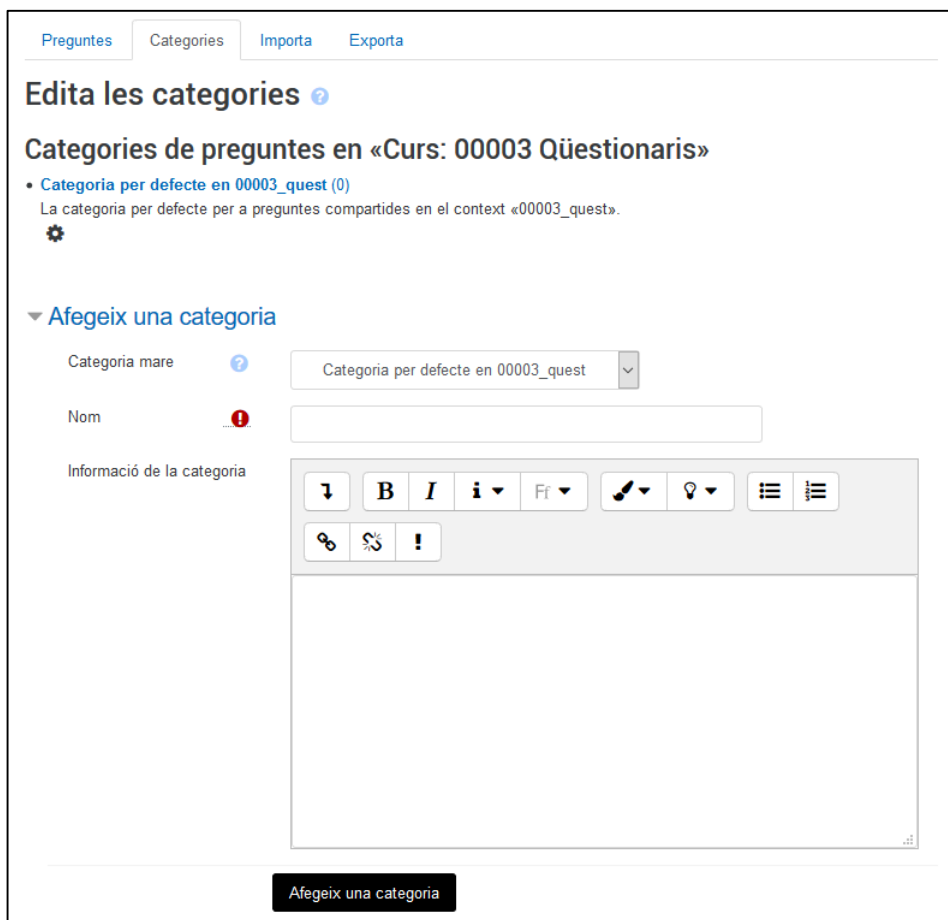 Preguntes Categories Importa Exporta
Edita les categories
Categories de preguntes en «Curs: 00003 Qüestionaris»
Categoria per defecte en 00003_quest (0)
La categoria per defecte per a preguntes compartides en el context «00003_quest».
Afegeix una categoria
Categoria mare
Categoria per defecte en 00003_quest
Nom
Informació de la categoria
B I i Ff
Afegeix una categoria